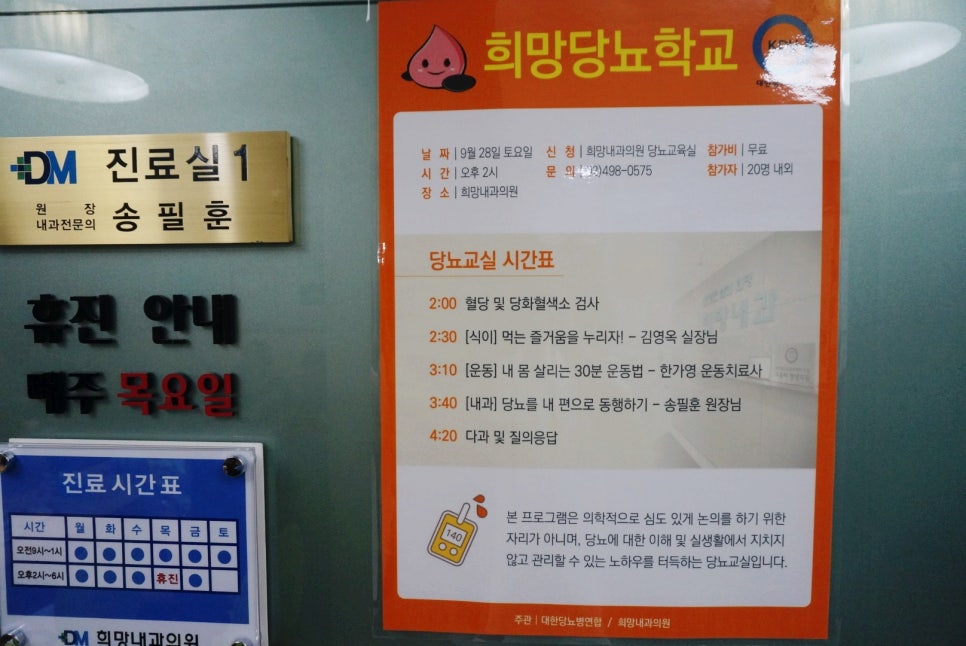 DM 진료실1
원 장
내과전문의 송필훈
휴진 안내
매주 목요일
진료시간표
시간 월 화 수 목 금 토
오전9시~1시
오후2시~6시 휴진
DM 희망내과의원
희망당뇨학교
날 짜 | 9월 28일 토요일
시 간 | 오후 2시
장 소 | 희망내과의원
신 청 | 희망내과의원 당뇨교육실
문 의 )498-0575
참가비 | 무료
참가자 | 20명 내외
당뇨교실 시간표
2:00 혈당 및 당화혈색소 검사
2:30 [식이] 먹는 즐거움을 누리자! – 김영옥 실장님
3:10 [운동] 내 몸 살리는 30분 운동법 – 한가영 운동치료사
3:40 [내과] 당뇨를 내 편으로 동행하기 – 송필훈 원장님
4:20 다과 및 질의응답
140
본 프로그램은 의학적으로 심도 있게 논의를 하기 위한
자리가 아니며, 당뇨에 대한 이해 및 실생활에서 지치지
않고 관리할 수 있는 노하우를 터득하는 당뇨교실입니다.
주관 | 대한당뇨병연합 / 희망내과의원